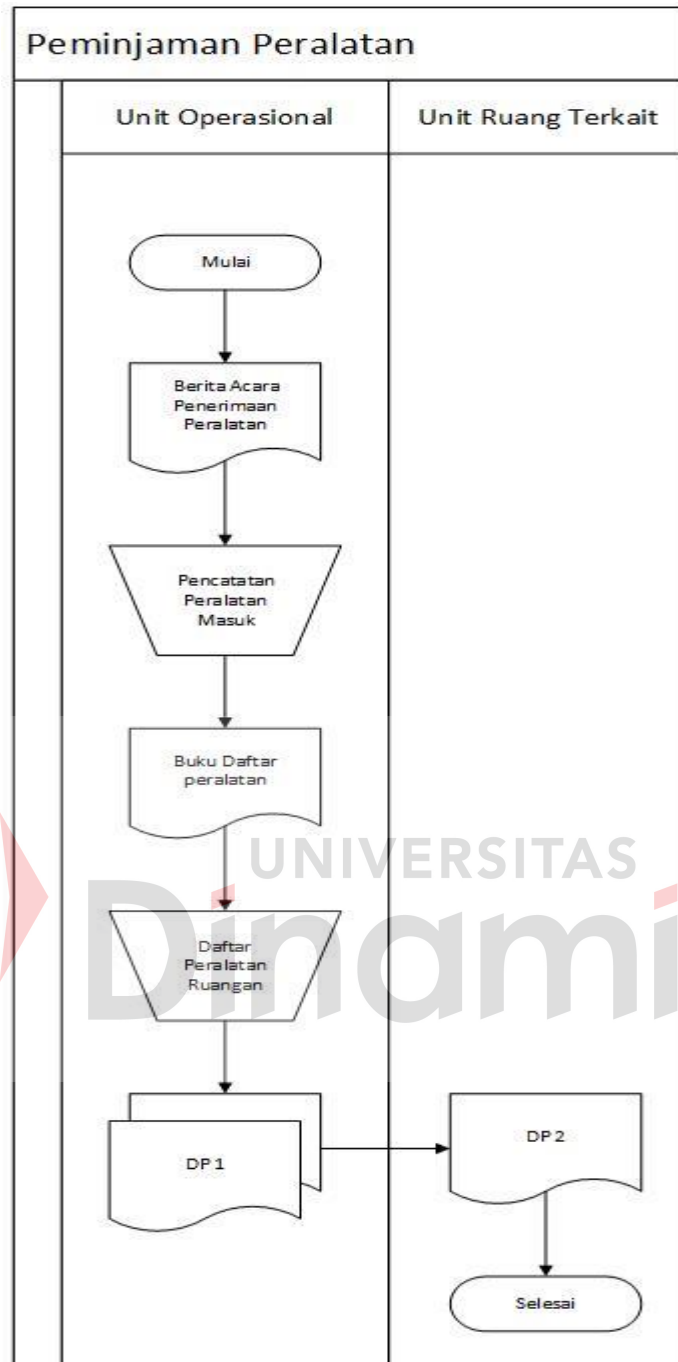 Peminjaman Peralatan
Unit Operasional
Unit Ruang Terkait
Mulai
Berita Acara
Penerimaan
Peralatan
Pencatatan
Peralatan
Masuk
Buku Daftar
peralatan
UNIVERSITAS
Dinami
Daftar
Peralatan
Ruangan
DP 1
DP 2
Selesai